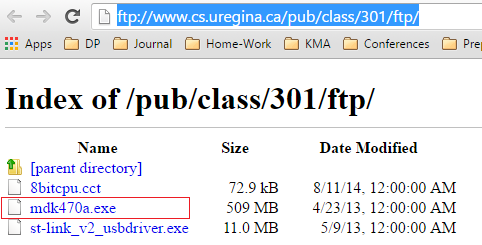 ftp://www.cs.uregina.ca/pub/class/301/ftp/
Apps DP Journal Home-Work KMA Conferences Prep
Index of /pub/class/301/ftp/
Name Size Date Modified
[parent directory]
8bitcpu.cct 72.9 kB 8/11/14, 12:00:00 AM
mdk470a.exe 509 MB 4/23/13, 12:00:00 AM
st-link_v2_usbdriver.exe 11.0 MB 5/9/13, 12:00:00 AM